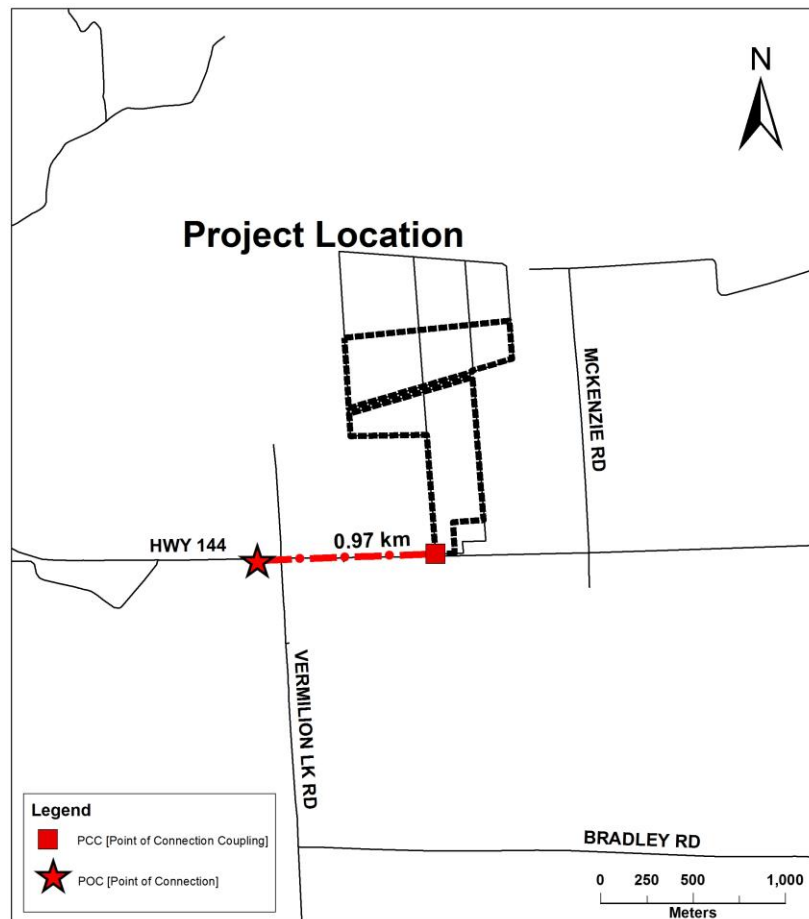 N
Project Location
MCKENZIE RD
HWY 144
0.97 km
VERMILION LK RD
Legend
PCC [Point of Connection Coupling]
POC [Point of Connection]
BRADLEY RD
0 250 500 1,000
Meters